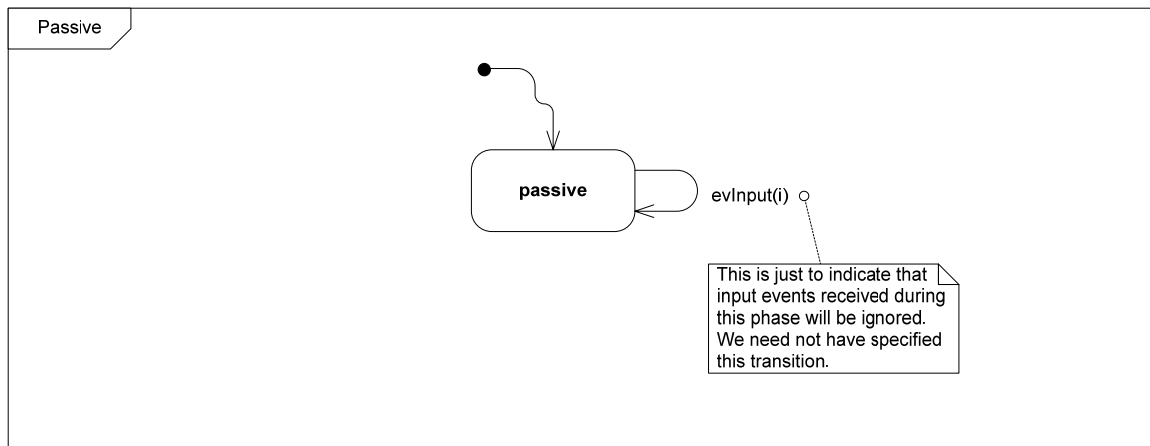 Passive
passive
evInput(i)
This is just to indicate that
input events received during
this phase will be ignored.
We need not have specified
this transition.